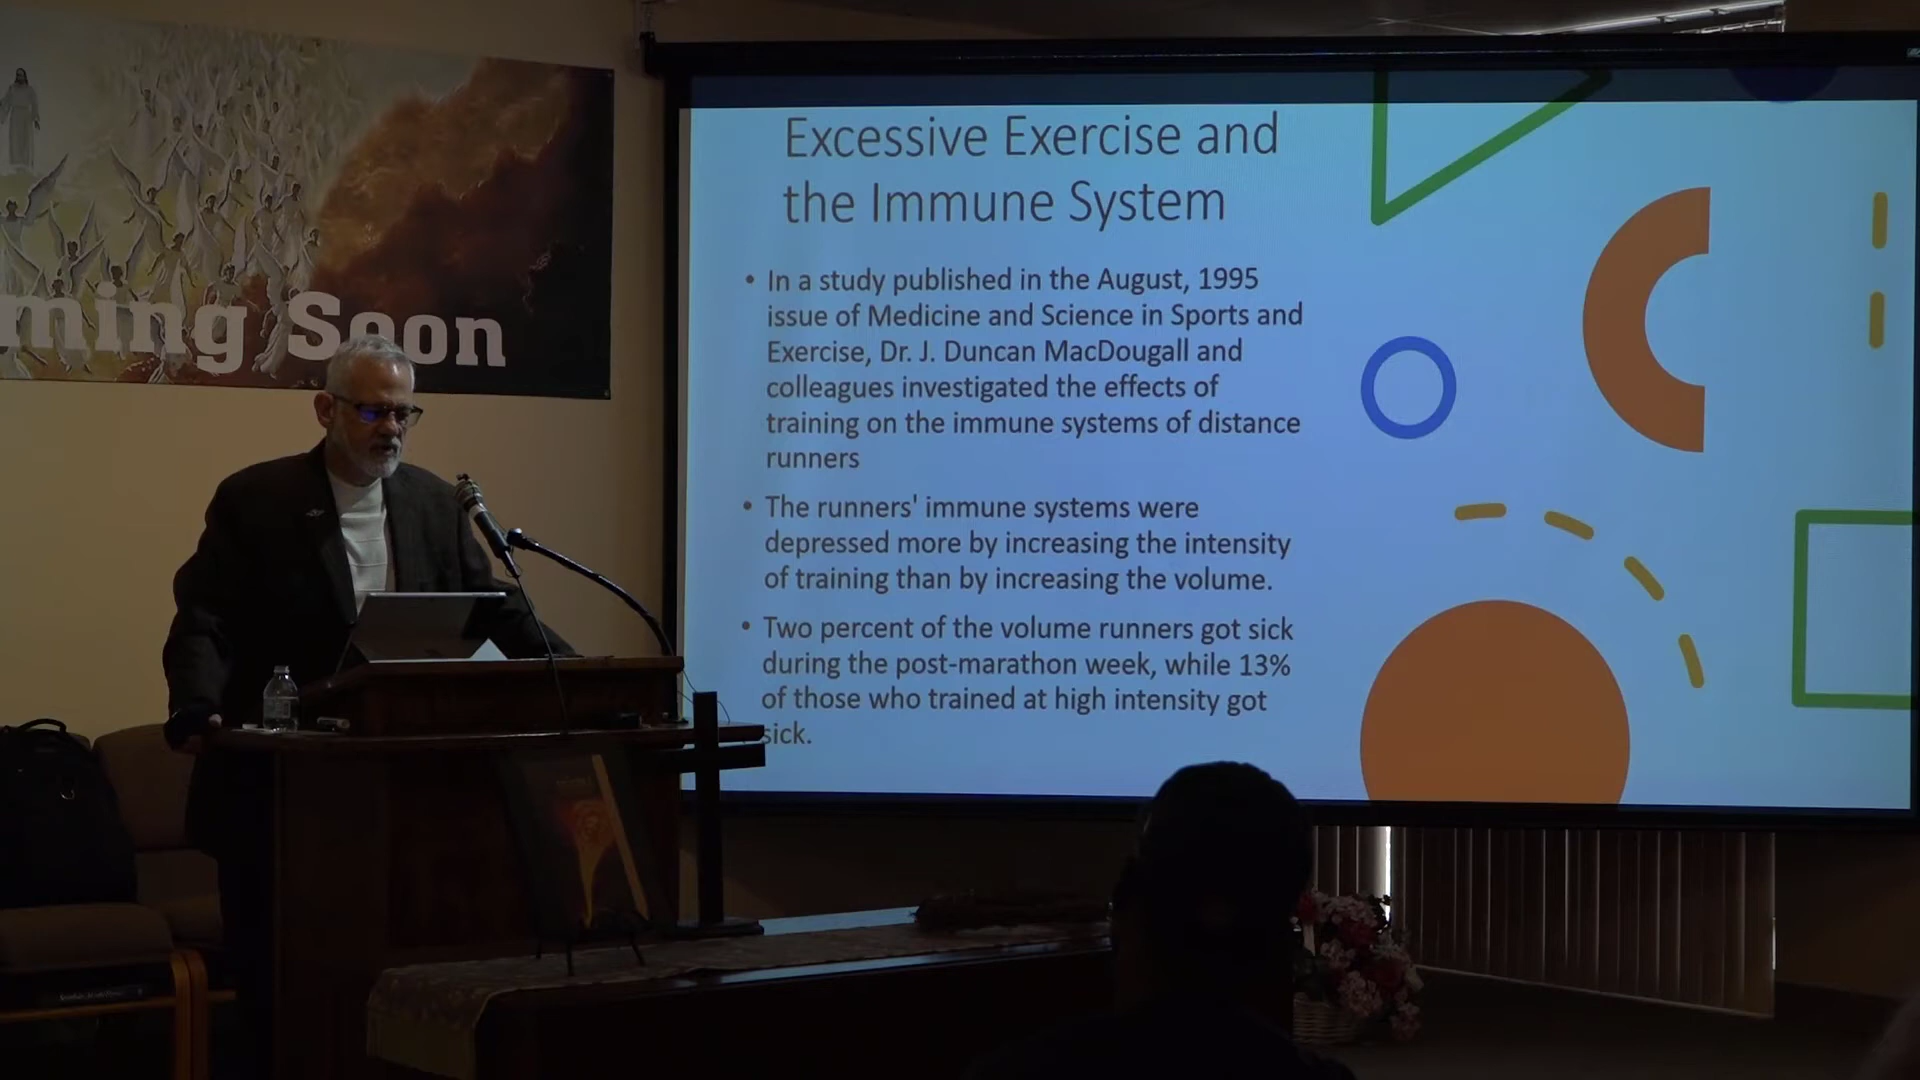 ming Soon
Excessive Exercise and
the Immune System
• In a study published in the August, 1995
issue of Medicine and Science in Sports and
Exercise, Dr. J. Duncan MacDougall and
colleagues investigated the effects of
training on the immune systems of distance
runners
• The runners' immune systems were
depressed more by increasing the intensity
of training than by increasing the volume.
• Two percent of the volume runners got sick
during the post-marathon week, while 13%
of those who trained at high intensity got
sick.